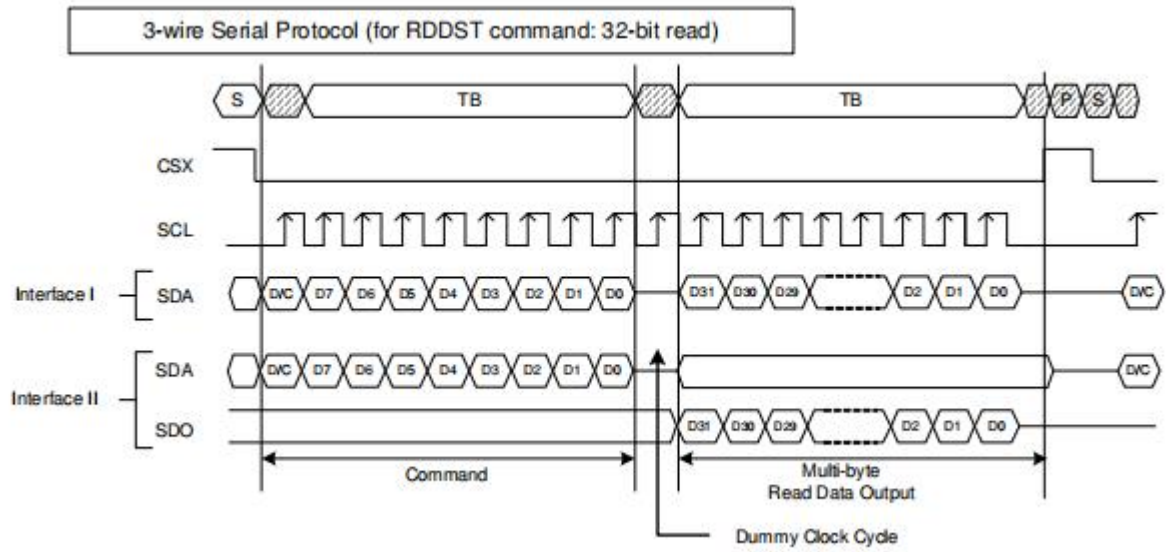 3-wire Serial Protocol (for RDDST command: 32-bit read)
S TB TB P S
CSX
SCL
Interface I SDA D/C D7 D6 D5 D4 D3 D2 D1 D0 D31 D30 D29 D2 D1 D0 D/C
Interface II SDA D/C D7 D6 D5 D4 D3 D2 D1 D0 D/C
SDO D31 D30 D29 D2 D1 D0
Command Multi-byte
Read Data Output
Dummy Clock Cycle